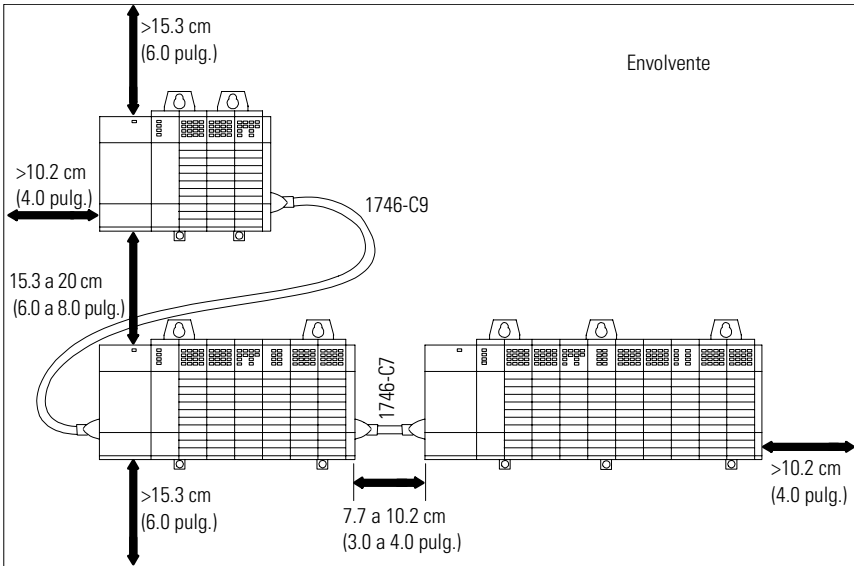 >15.3 cm
(6.0 pulg.)
Envolvente
>10.2 cm
(4.0 pulg.)
1746-C9
15.3 a 20 cm
(6.0 a 8.0 pulg.)
1746-C7
>15.3 cm
(6.0 pulg.)
7.7 a 10.2 cm
(3.0 a 4.0 pulg.)
>10.2 cm
(4.0 pulg.)